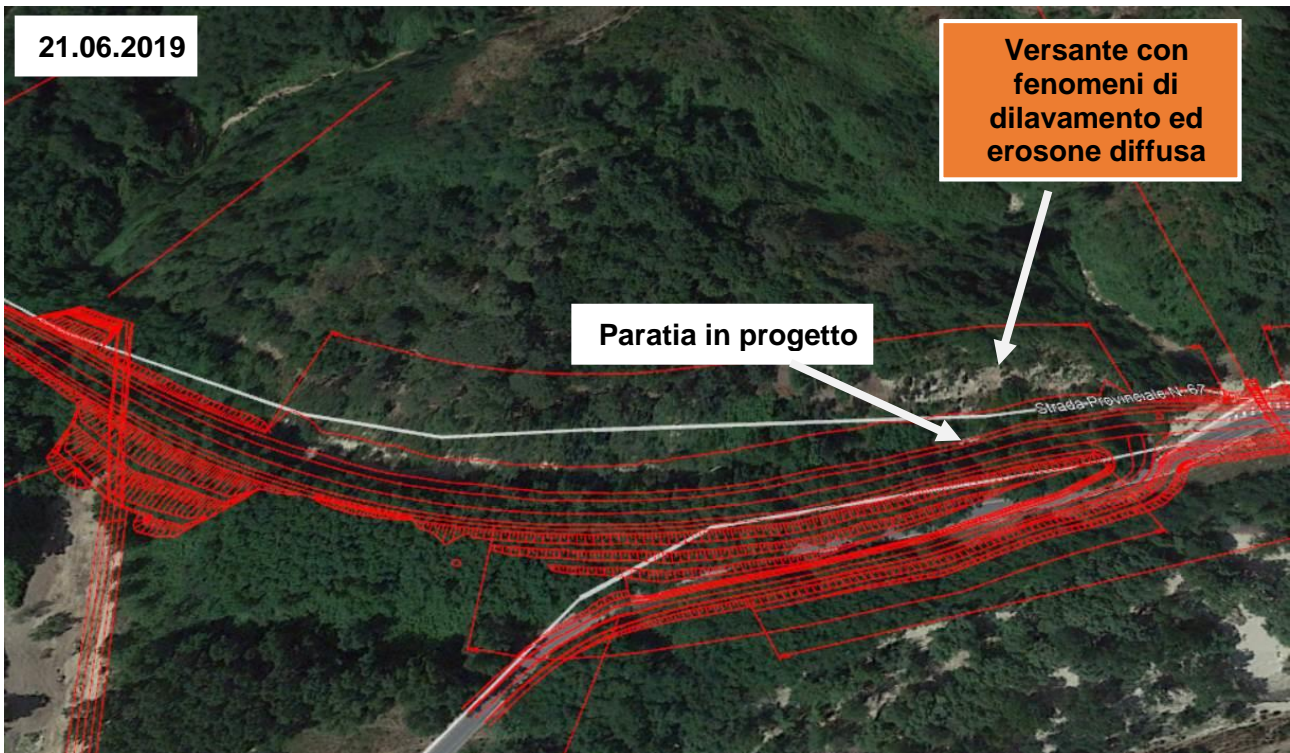 21.06.2019
Versante con
fenomeni di
dilavamento ed
erosone diffusa
Paratia in progetto
Strada Provinciale N. 67